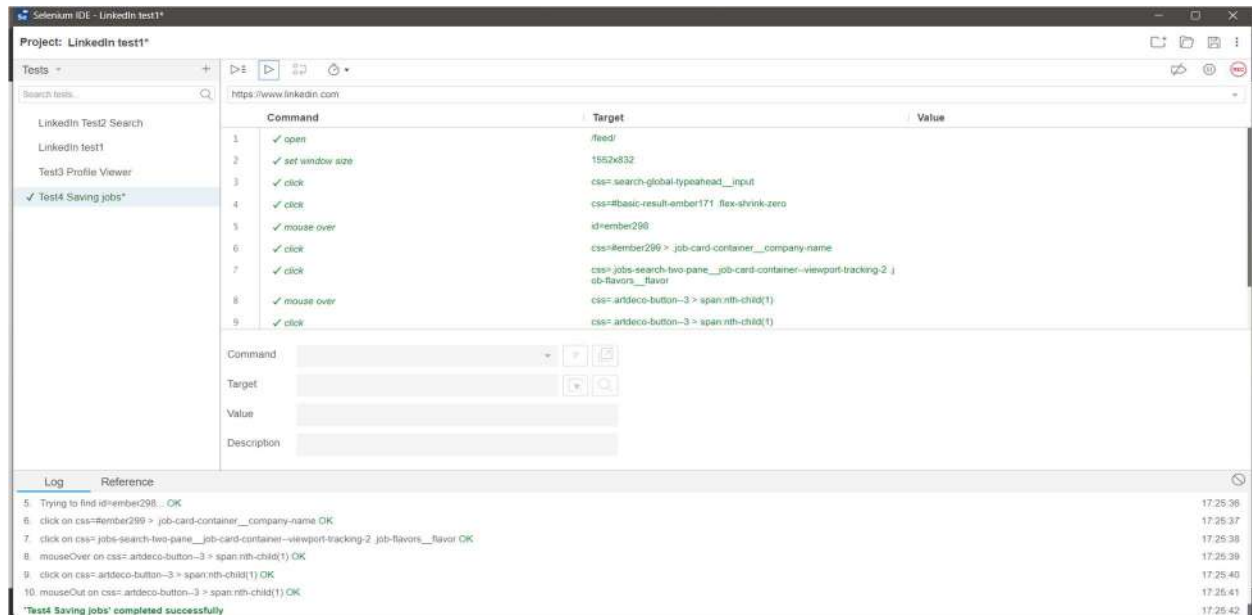 Selenium IDE - LinkedIn test1*
Project: LinkedIn test1*
Tests
Search tests...
https://www.linkedin.com
Command Target Value
LinkedIn Test2 Search
LinkedIn test1
Test3 Profile Viewer
✓ Test4 Saving jobs*
1 ✓ open /feed/
2 ✓ set window size 1552x832
3 ✓ click css=.search-global-typeahead__input
4 ✓ click css=#basic-result-ember171 .flex-shrink-zero
5 ✓ mouse over id=ember298
6 ✓ click css=#ember299 > .job-card-container__company-name
7 ✓ click css=.jobs-search-two-pane__job-card-container--viewport-tracking-2 .j
ob-flavors__flavor
8 ✓ mouse over css=.artdeco-button--3 > span:nth-child(1)
9 ✓ click css=.artdeco-button--3 > span:nth-child(1)
Command
Target
Value
Description
Log Reference
5. Trying to find id=ember298... OK 17:25:36
6. click on css=#ember299 > .job-card-container__company-name OK 17:25:37
7. click on css=.jobs-search-two-pane__job-card-container--viewport-tracking-2 .job-flavors__flavor OK 17:25:38
8. mouseOver on css=.artdeco-button--3 > span:nth-child(1) OK 17:25:39
9. click on css=.artdeco-button--3 > span:nth-child(1) OK 17:25:40
10. mouseOut on css=.artdeco-button--3 > span:nth-child(1) OK 17:25:41
'Test4 Saving jobs' completed successfully 17:25:42